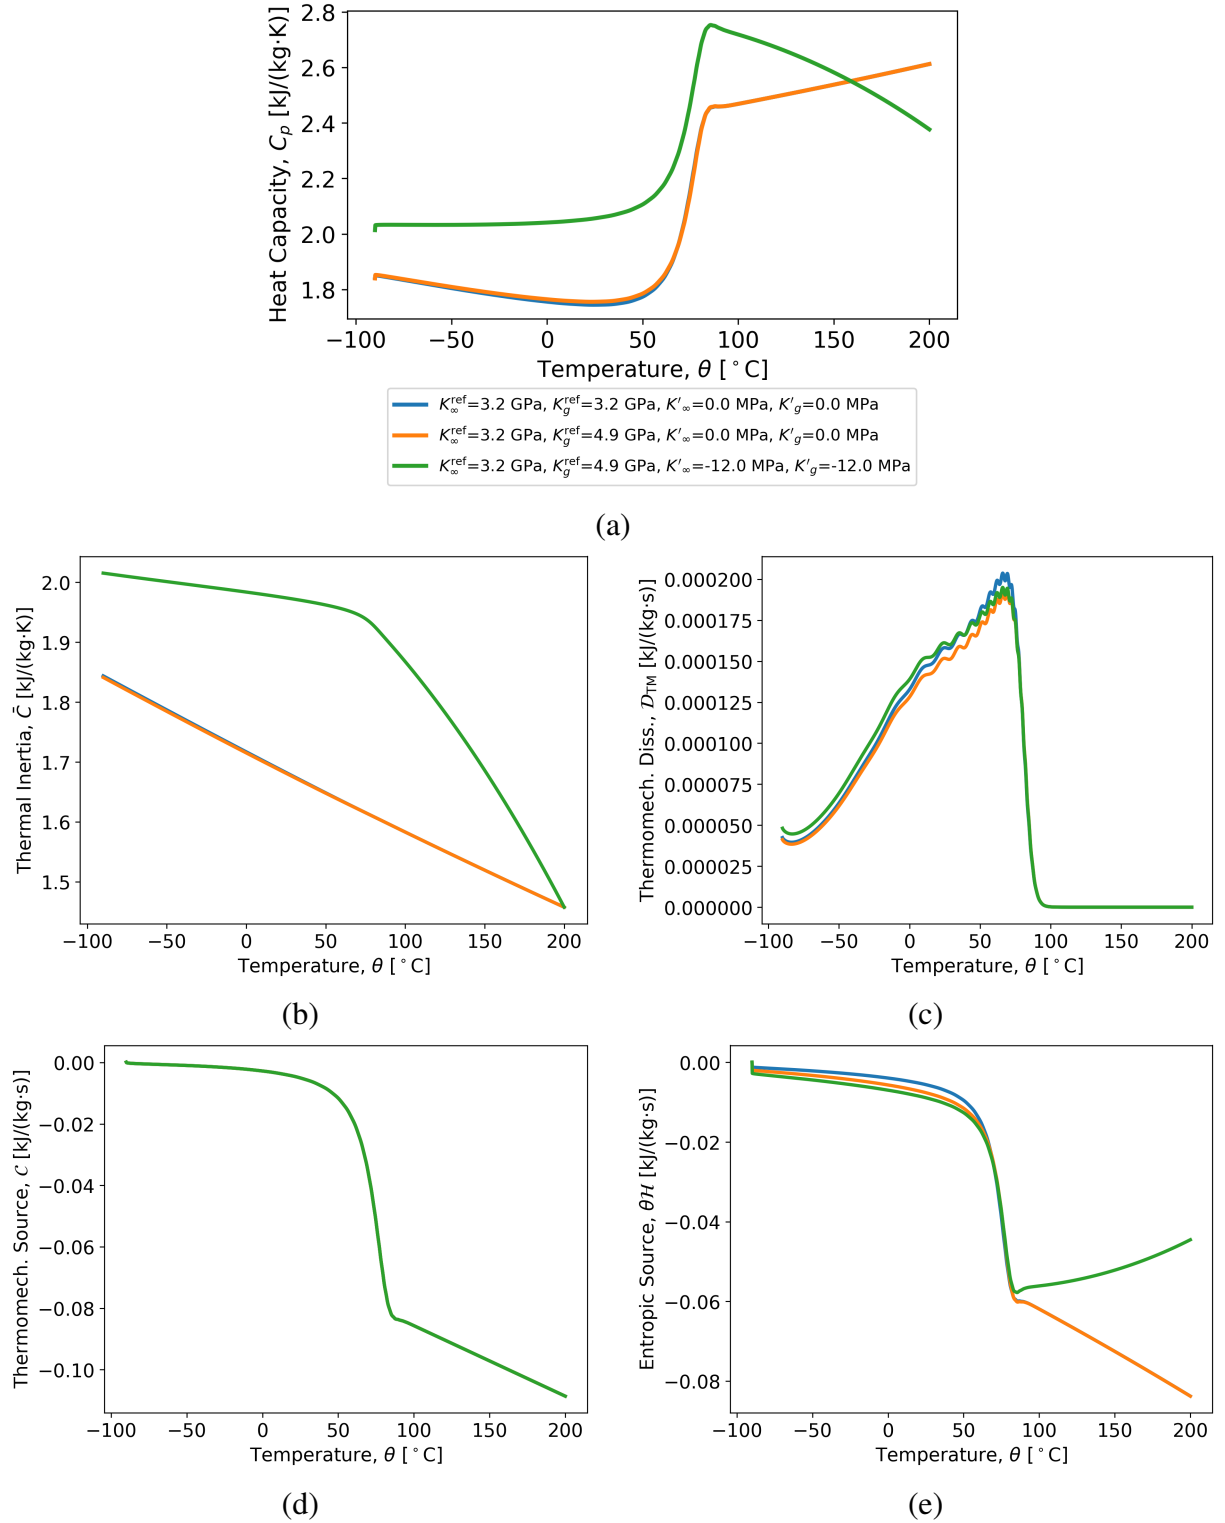 2.8
2.6
2.4
2.2
2.0
1.8
Heat Capacity, C_p [kJ/(kg·K)]
−100 −50 0 50 100 150 200
Temperature, θ [°C]
K_∞^ref=3.2 GPa, K_g^ref=3.2 GPa, K′_∞=0.0 MPa, K′_g=0.0 MPa
K_∞^ref=3.2 GPa, K_g^ref=4.9 GPa, K′_∞=0.0 MPa, K′_g=0.0 MPa
K_∞^ref=3.2 GPa, K_g^ref=4.9 GPa, K′_∞=-12.0 MPa, K′_g=-12.0 MPa
(a)
2.0
1.9
1.8
1.7
1.6
1.5
Thermal Inertia, C̄ [kJ/(kg·K)]
−100 −50 0 50 100 150 200
Temperature, θ [°C]
(b)
0.000200
0.000175
0.000150
0.000125
0.000100
0.000075
0.000050
0.000025
0.000000
Thermomech. Diss., 𝒟_TM [kJ/(kg·s)]
−100 −50 0 50 100 150 200
Temperature, θ [°C]
(c)
0.00
−0.02
−0.04
−0.06
−0.08
−0.10
Thermomech. Source, 𝒞 [kJ/(kg·s)]
−100 −50 0 50 100 150 200
Temperature, θ [°C]
(d)
0.00
−0.02
−0.04
−0.06
−0.08
Entropic Source, θℋ [kJ/(kg·s)]
−100 −50 0 50 100 150 200
Temperature, θ [°C]
(e)